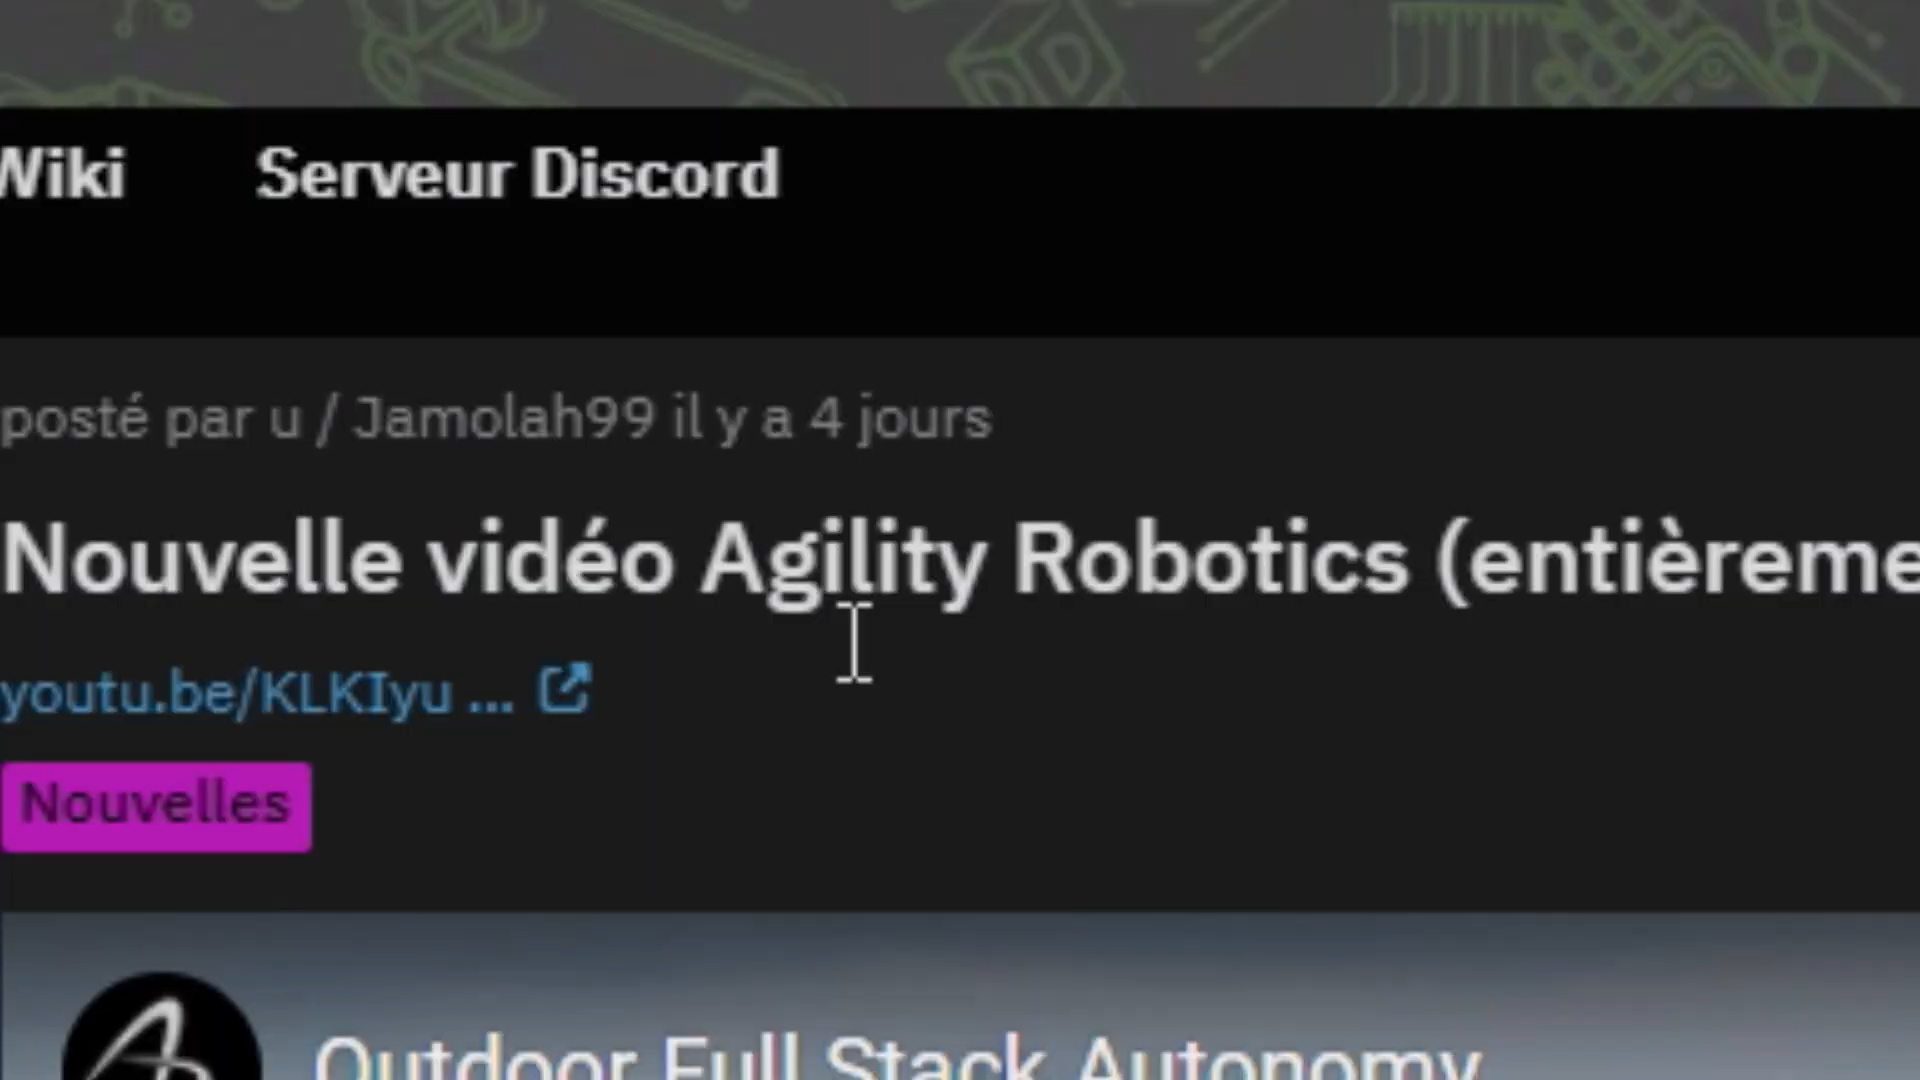 Wiki Serveur Discord
posté par u / Jamolah99 il y a 4 jours
Nouvelle vidéo Agility Robotics (entièreme
youtu.be/KLKIyu ...
Nouvelles
Outdoor Full Stack Autonomy